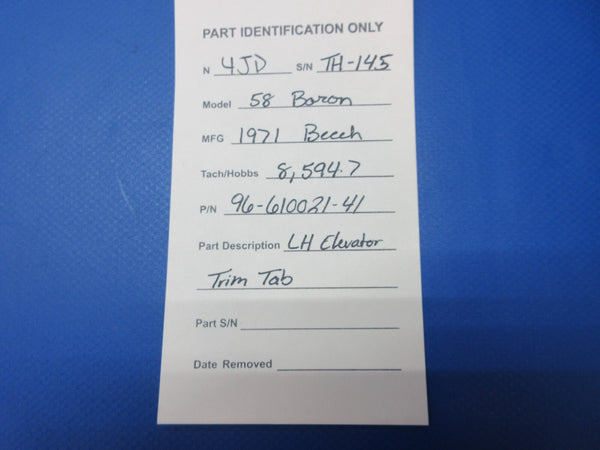 PART IDENTIFICATION ONLY
N 4JD S/N TH-145
Model 58 Baron
MFG 1971 Beech
Tach/Hobbs 8,594.7
P/N 96-610021-41
Part Description LH Elevator
Trim Tab
Part S/N
Date Removed